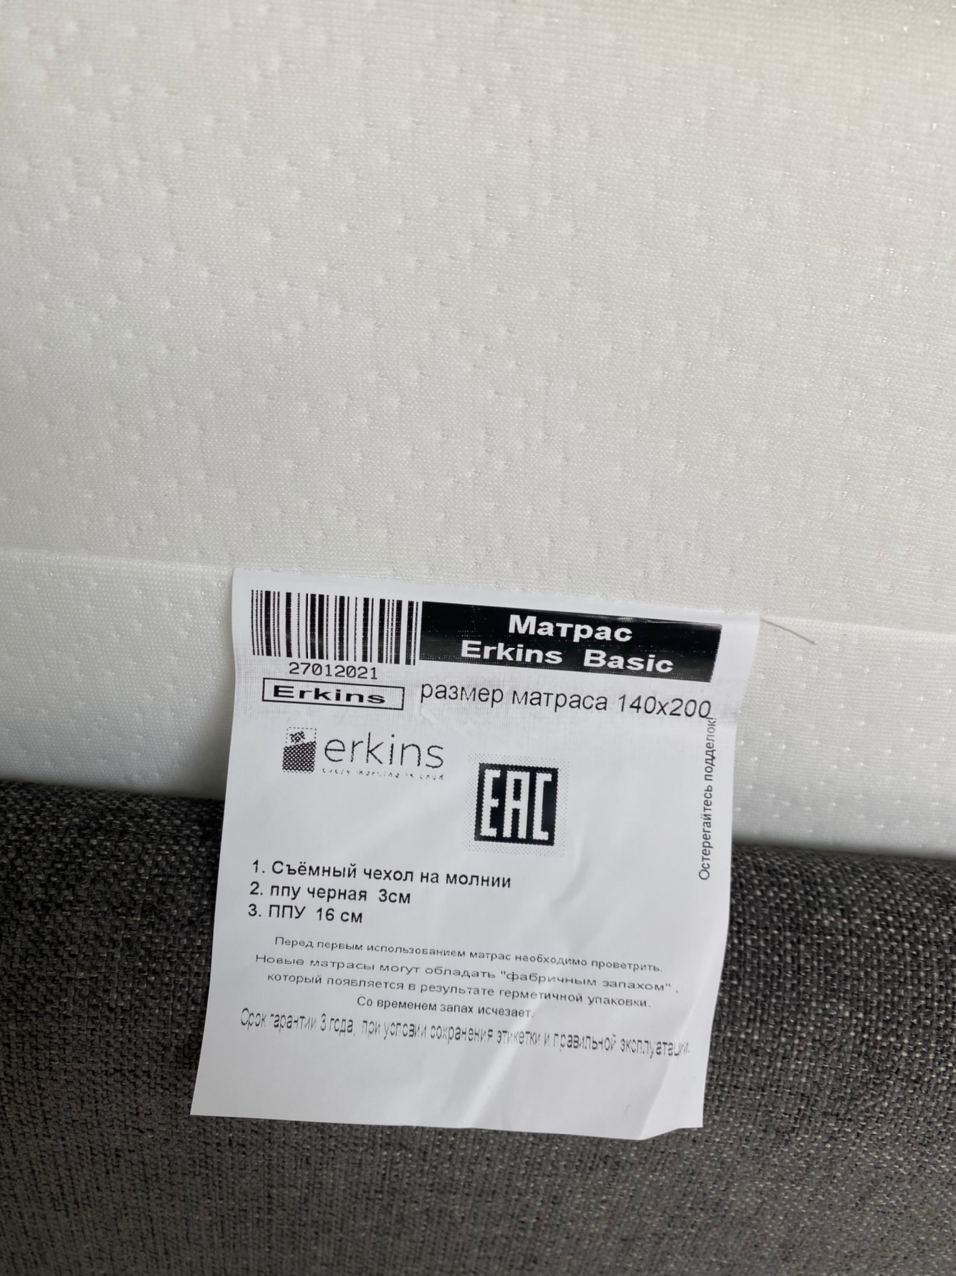 Матрас
Erkins Basic
27012021
Erkins
размер матраса 140x200
erkins
EAC
Остерегайтесь подделок!
1. Съёмный чехол на молнии
2. ппу черная 3см
3. ППУ 16 см
Перед первым использованием матрас необходимо проветрить.
Новые матрасы могут обладать "фабричным запахом" ,
который появляется в результате герметичной упаковки.
Со временем запах исчезает.
Срок гарантии 3 года, при условии сохранения этикетки и правильной эксплуатации.